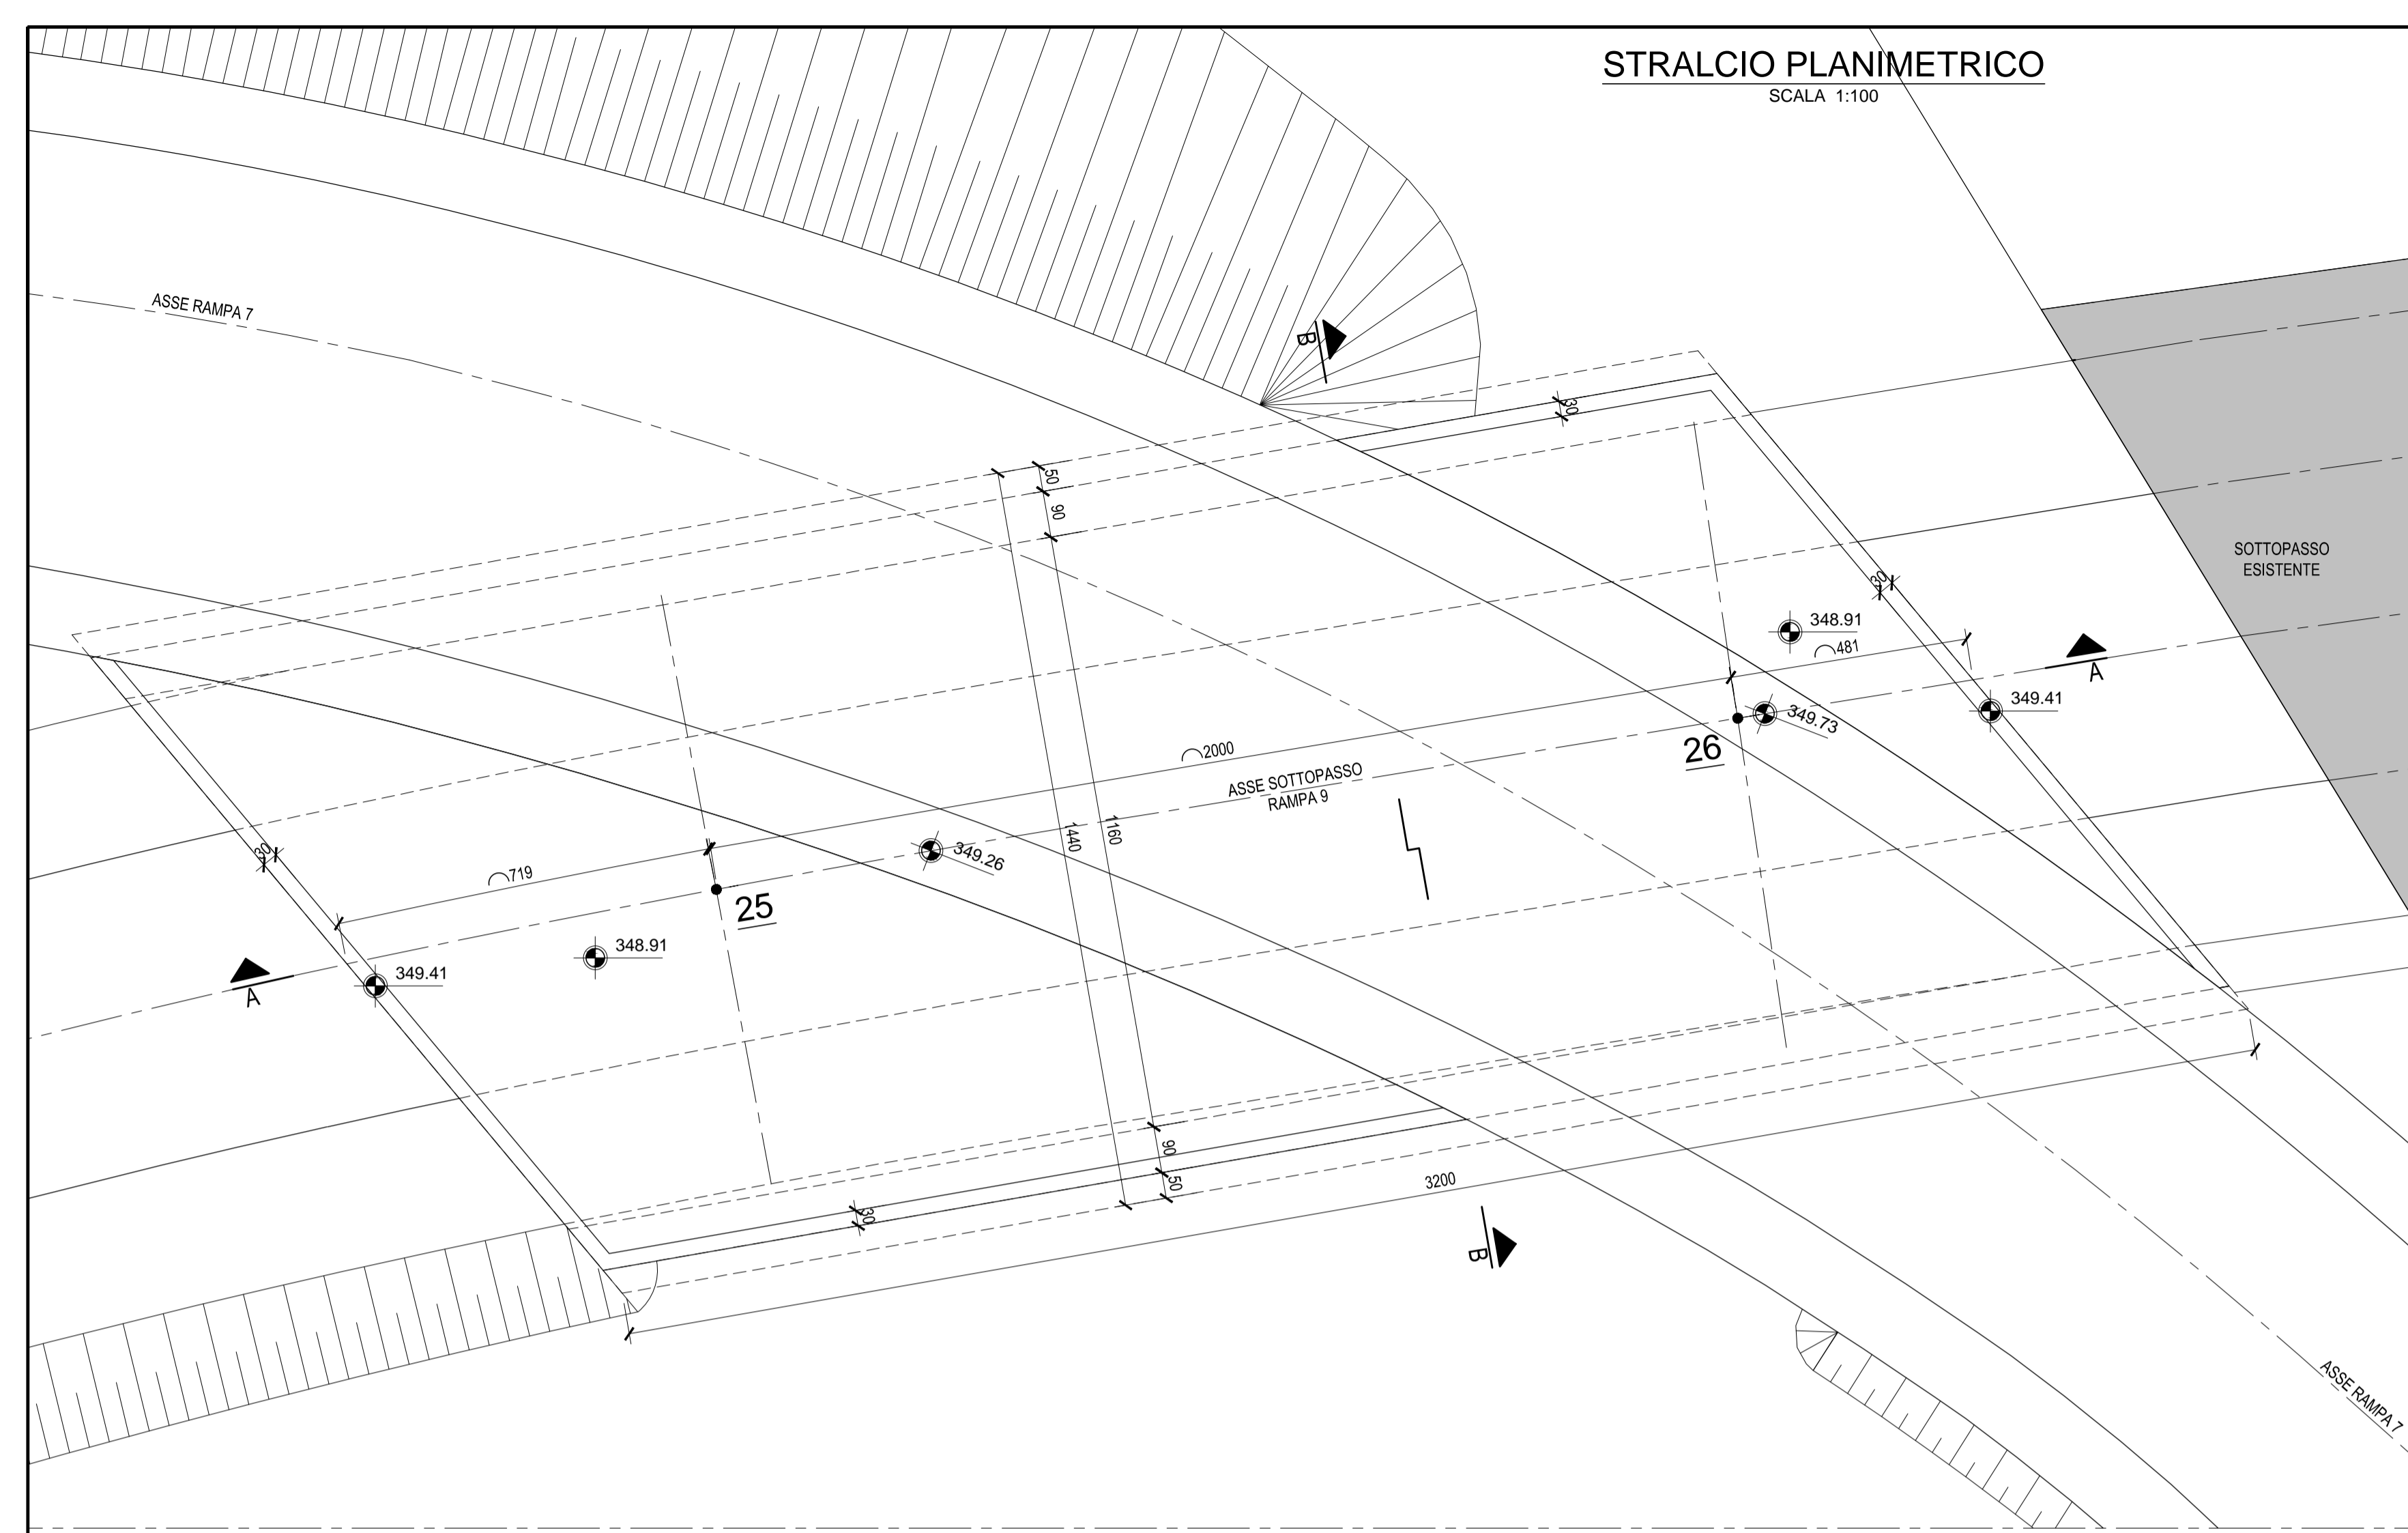 STRALCIO PLANIMETRICO
SCALA 1:100
ASSE RAMPA 7
B
30
50
90
SOTTOPASSO
ESISTENTE
30
348.91
481
A
349.41
349.73
26
2000
ASSE SOTTOPASSO
RAMPA 9
1440
1160
30
349.26
719
25
348.91
349.41
A
90
50
3200
30
B
ASSE RAMPA 7